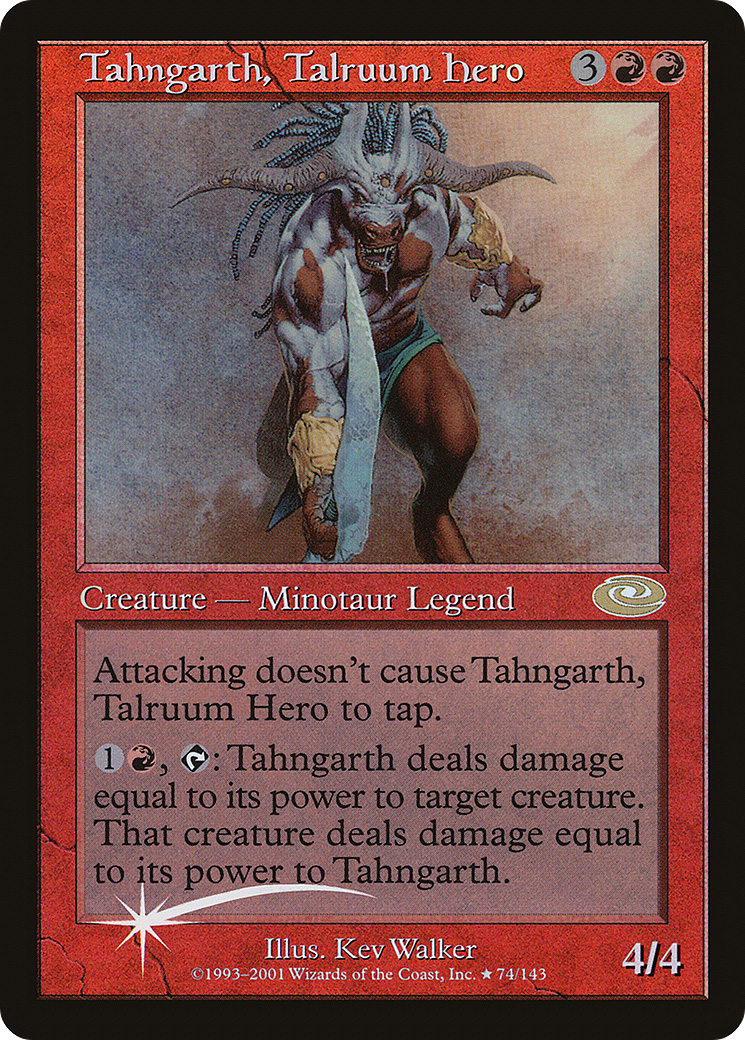 Tahngarth, Talruum Hero 3
Creature — Minotaur Legend
Attacking doesn't cause Tahngarth,
Talruum Hero to tap.
1 , : Tahngarth deals damage
equal to its power to target creature.
That creature deals damage equal
to its power to Tahngarth.
Illus. Kev Walker
©1993–2001 Wizards of the Coast, Inc. ★ 74/143
4/4